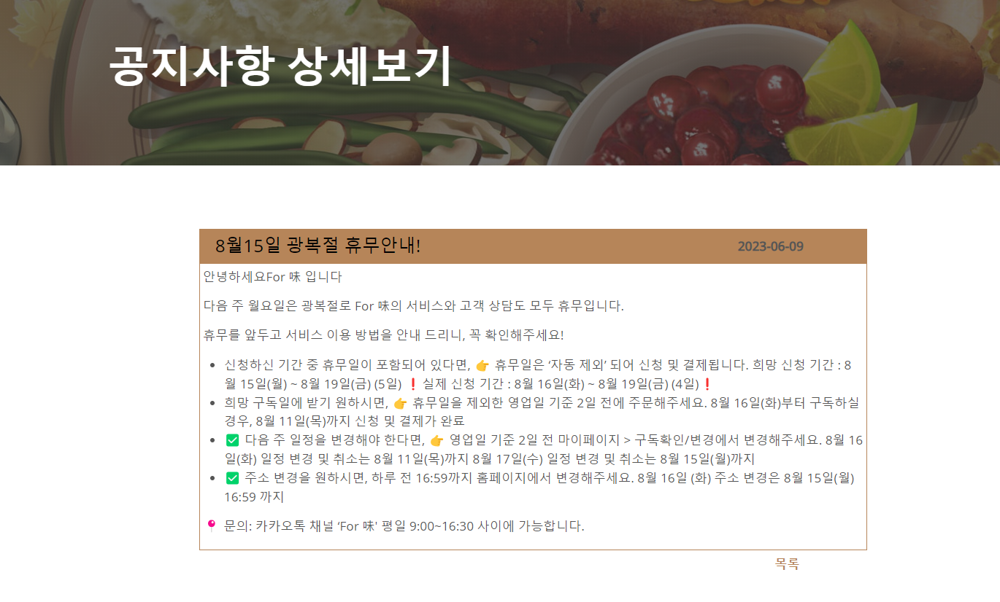 공지사항 상세보기
8월15일 광복절 휴무안내!
2023-06-09
안녕하세요For 味 입니다
다음 주 월요일은 광복절로 For 味의 서비스와 고객 상담도 모두 휴무입니다.
휴무를 앞두고 서비스 이용 방법을 안내 드리니, 꼭 확인해주세요!
• 신청하신 기간 중 휴무일이 포함되어 있다면, 👉 휴무일은 ‘자동 제외’ 되어 신청 및 결제됩니다. 희망 신청 기간 : 8
월 15일(월) ~ 8월 19일(금) (5일) ❗ 실제 신청 기간 : 8월 16일(화) ~ 8월 19일(금) (4일)❗
• 희망 구독일에 받기 원하시면, 👉 휴무일을 제외한 영업일 기준 2일 전에 주문해주세요. 8월 16일(화)부터 구독하실
경우, 8월 11일(목)까지 신청 및 결제가 완료
• ✅ 다음 주 일정을 변경해야 한다면, 👉 영업일 기준 2일 전 마이페이지 > 구독확인/변경에서 변경해주세요. 8월 16
일(화) 일정 변경 및 취소는 8월 11일(목)까지 8월 17일(수) 일정 변경 및 취소는 8월 15일(월)까지
• ✅ 주소 변경을 원하시면, 하루 전 16:59까지 홈페이지에서 변경해주세요. 8월 16일 (화) 주소 변경은 8월 15일(월)
16:59 까지
📍 문의: 카카오톡 채널 ‘For 味' 평일 9:00~16:30 사이에 가능합니다.
목록